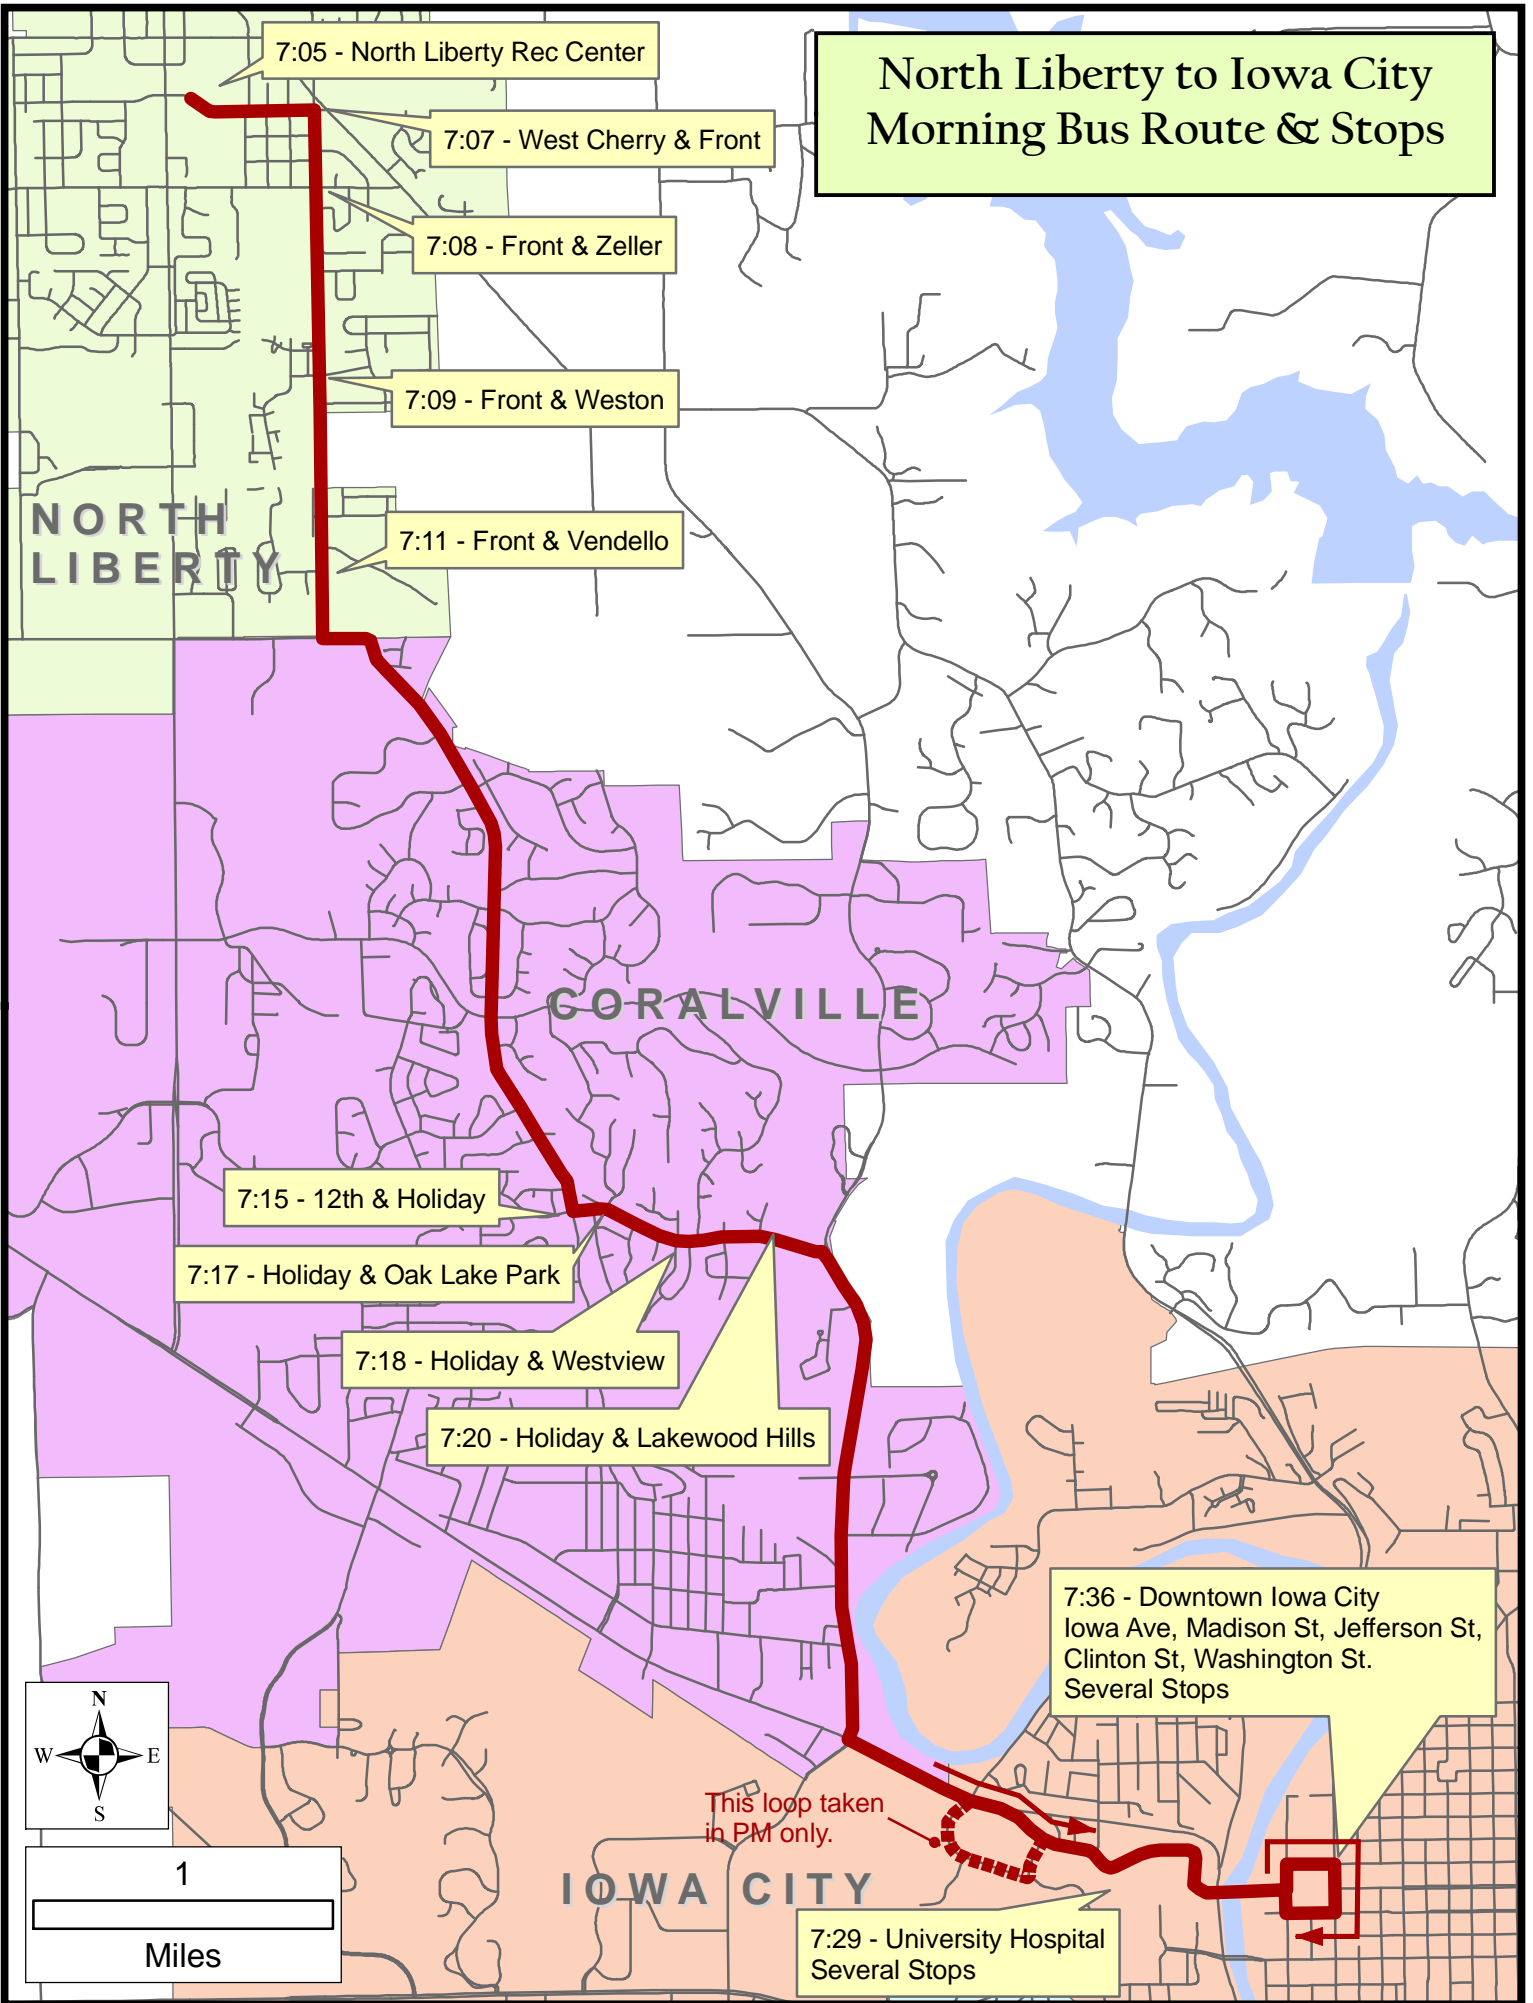 North Liberty to Iowa City
Morning Bus Route & Stops
7:05 - North Liberty Rec Center
7:07 - West Cherry & Front
7:08 - Front & Zeller
7:09 - Front & Weston
NORTH
LIBERTY
7:11 - Front & Vendello
CORALVILLE
7:15 - 12th & Holiday
7:17 - Holiday & Oak Lake Park
7:18 - Holiday & Westview
7:20 - Holiday & Lakewood Hills
7:36 - Downtown Iowa City
Iowa Ave, Madison St, Jefferson St,
Clinton St, Washington St.
Several Stops
N
W E
S
This loop taken
in PM only.
1
Miles
IOWA CITY
7:29 - University Hospital
Several Stops